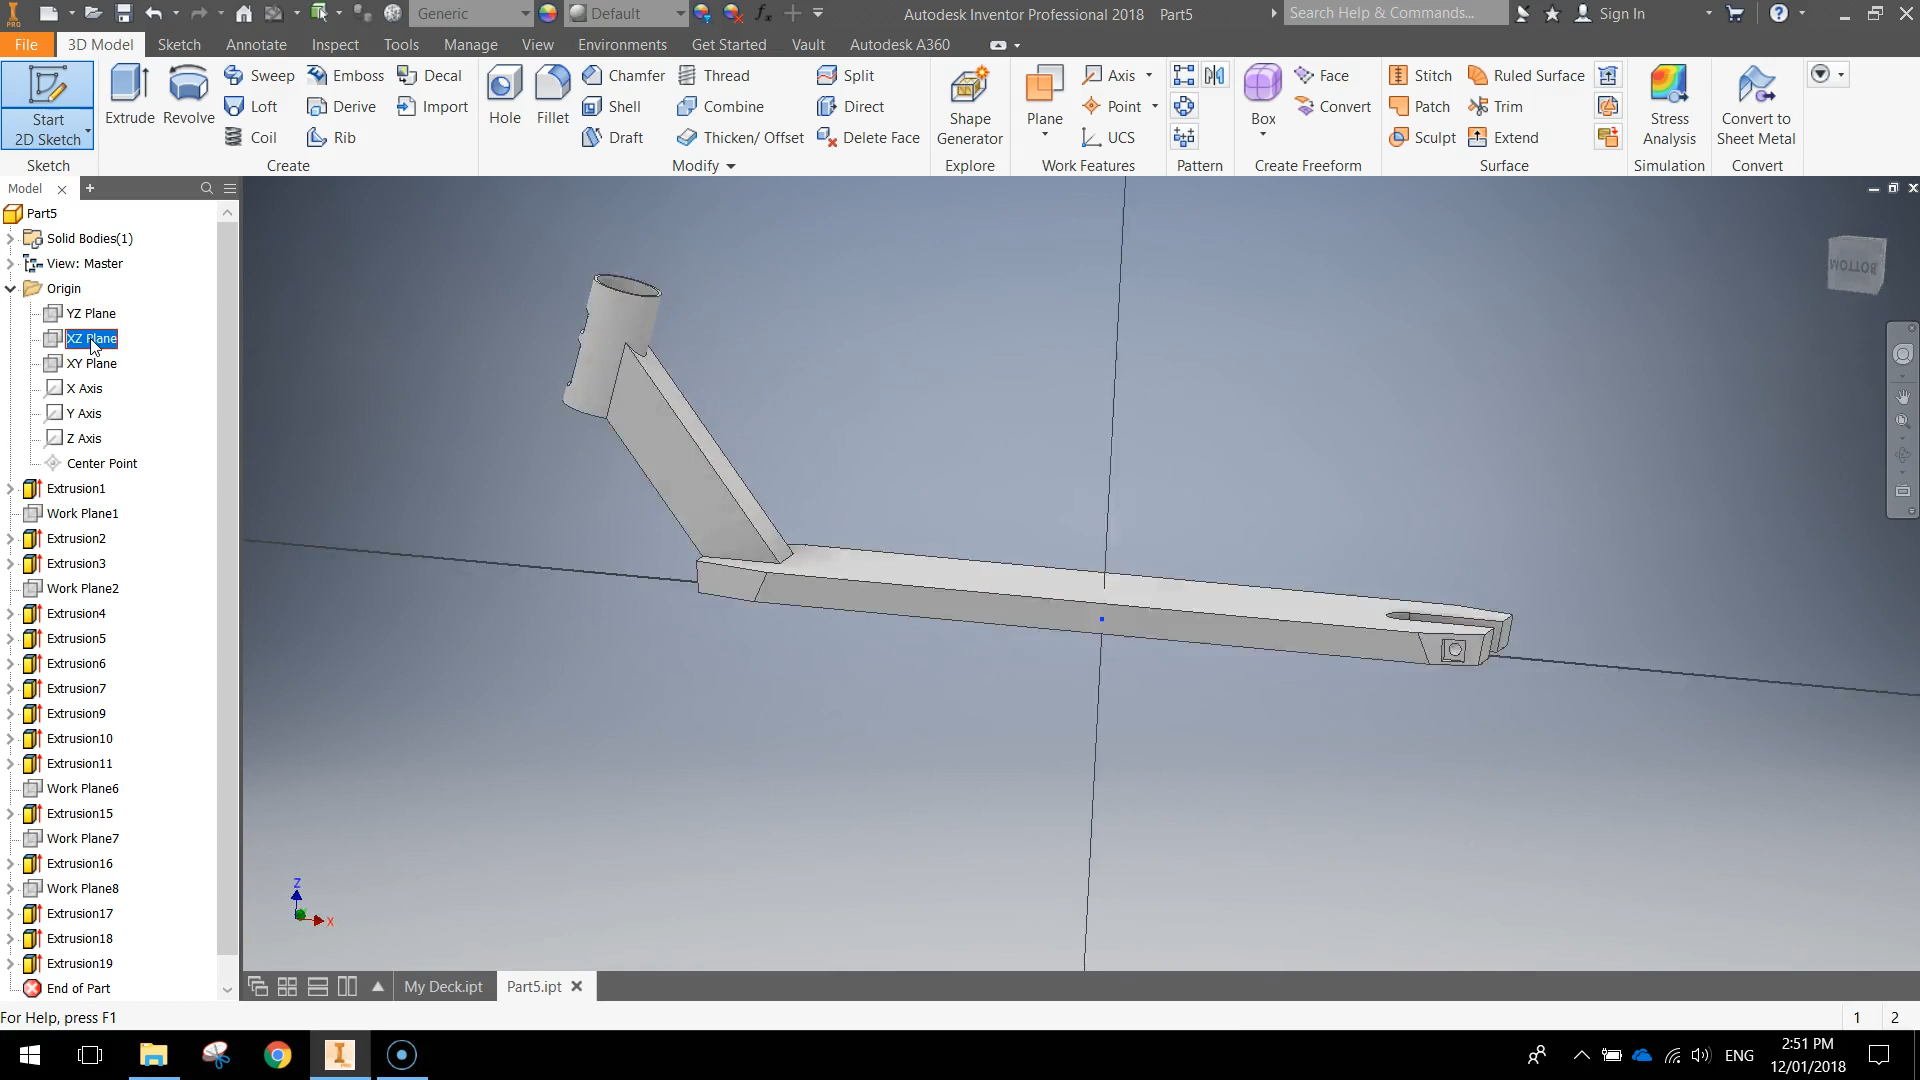 Generic
Default
Autodesk Inventor Professional 2018 Part5
Search Help & Commands...
Sign In
PRO
File
3D Model
Sketch
Annotate
Inspect
Tools
Manage
View
Environments
Get Started
Vault
Autodesk A360
Start
2D Sketch
Extrude
Revolve
Sweep
Loft
Coil
Emboss
Derive
Rib
Decal
Import
Hole
Fillet
Chamfer
Shell
Draft
Thread
Combine
Thicken/ Offset
Split
Direct
Delete Face
Shape
Generator
Plane
Axis
Point
UCS
Box
Face
Convert
Stitch
Patch
Sculpt
Ruled Surface
Trim
Extend
Stress
Analysis
Convert to
Sheet Metal
Sketch
Create
Modify
Explore
Work Features
Pattern
Create Freeform
Surface
Simulation
Convert
Model
Part5
Solid Bodies(1)
View: Master
Origin
YZ Plane
XZ Plane
XY Plane
X Axis
Y Axis
Z Axis
Center Point
Extrusion1
Work Plane1
Extrusion2
Extrusion3
Work Plane2
Extrusion4
Extrusion5
Extrusion6
Extrusion7
Extrusion9
Extrusion10
Extrusion11
Work Plane6
Extrusion15
Work Plane7
Extrusion16
Work Plane8
Extrusion17
Extrusion18
Extrusion19
End of Part
BOTTOM
Z
X
My Deck.ipt
Part5.ipt
For Help, press F1
1
2
ENG
2:51 PM
12/01/2018